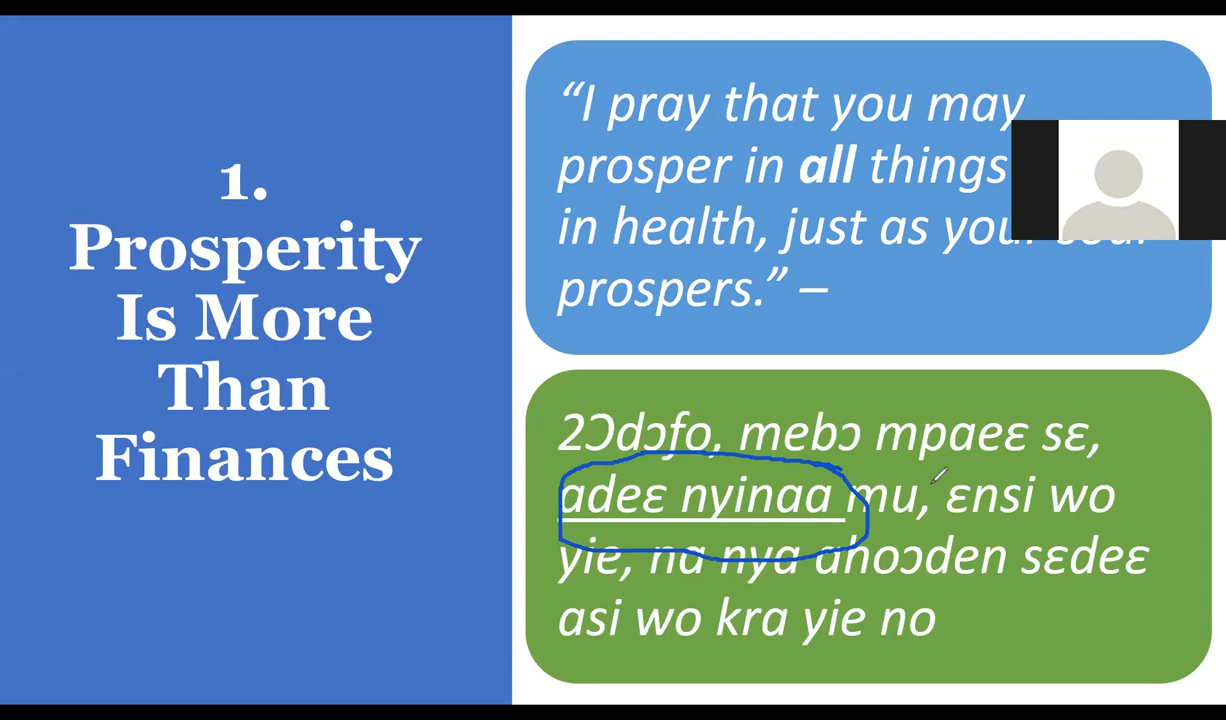 1.
Prosperity
Is More
Than
Finances
“I pray that you may
prosper in all things
in health, just as your soul
prospers.” –
2Ɔdɔfo, mebɔ mpaeɛ sɛ,
adeɛ nyinaa mu, ɛnsi wo
yie, na nya ahoɔden sɛdeɛ
asi wo kra yie no